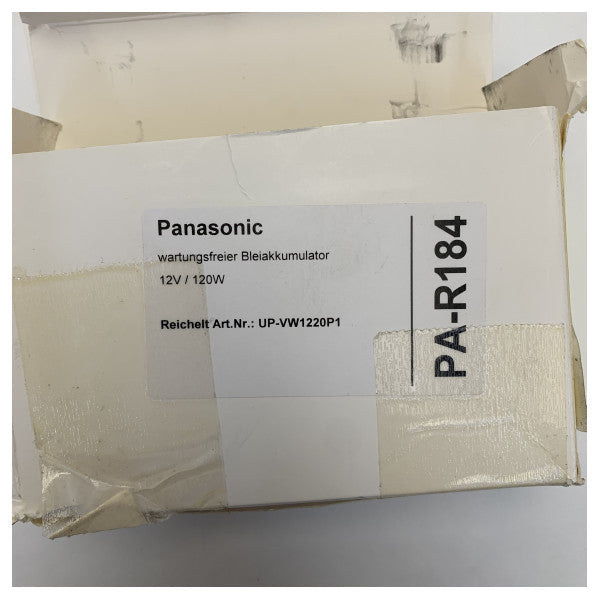 Panasonic
wartungsfreier Bleiakkumulator
12V / 120W
Reichelt Art.Nr.: UP-VW1220P1
PA-R184